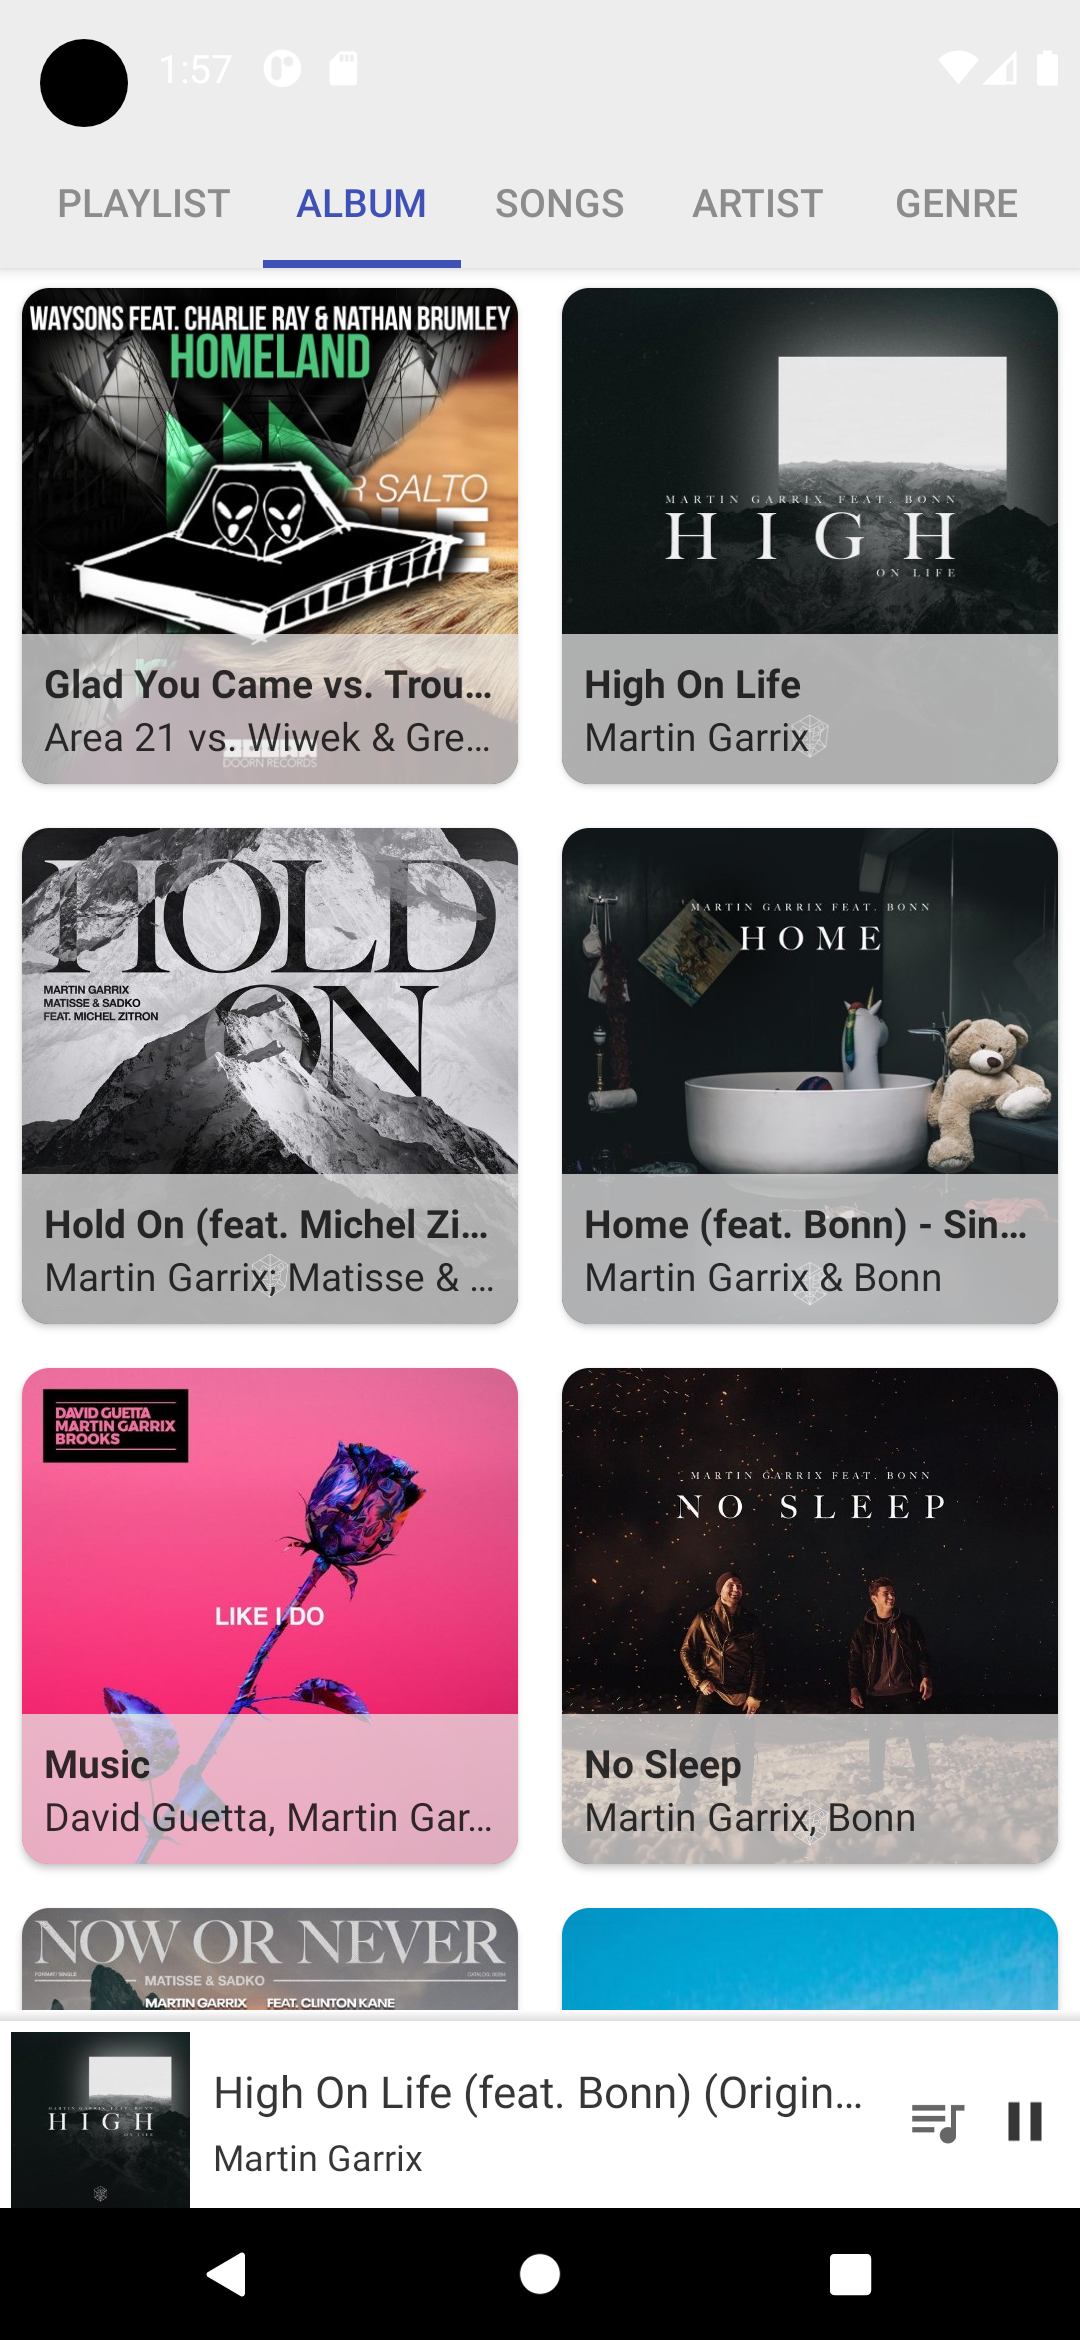 1:57
PLAYLIST ALBUM SONGS ARTIST GENRE
WAYSONS FEAT. CHARLIE RAY & NATHAN BRUMLEY
HOMELAND
R SALTO
Glad You Came vs. Trou...
Area 21 vs. Wiwek & Gre...
DOORN RECORDS
MARTIN GARRIX FEAT. BONN
HIGH
ON LIFE
High On Life
Martin Garrix
HOLD
ON
MARTIN GARRIX
MATISSE & SADKO
FEAT. MICHEL ZITRON
Hold On (feat. Michel Zi...
Martin Garrix; Matisse & ...
MARTIN GARRIX FEAT. BONN
HOME
Home (feat. Bonn) - Sin...
Martin Garrix & Bonn
DAVID GUETTA
MARTIN GARRIX
BROOKS
LIKE I DO
Music
David Guetta, Martin Gar...
MARTIN GARRIX FEAT. BONN
NO SLEEP
No Sleep
Martin Garrix, Bonn
NOW OR NEVER
MATISSE & SADKO
MARTIN GARRIX FEAT. CLINTON KANE
HIGH
High On Life (feat. Bonn) (Origin...
Martin Garrix